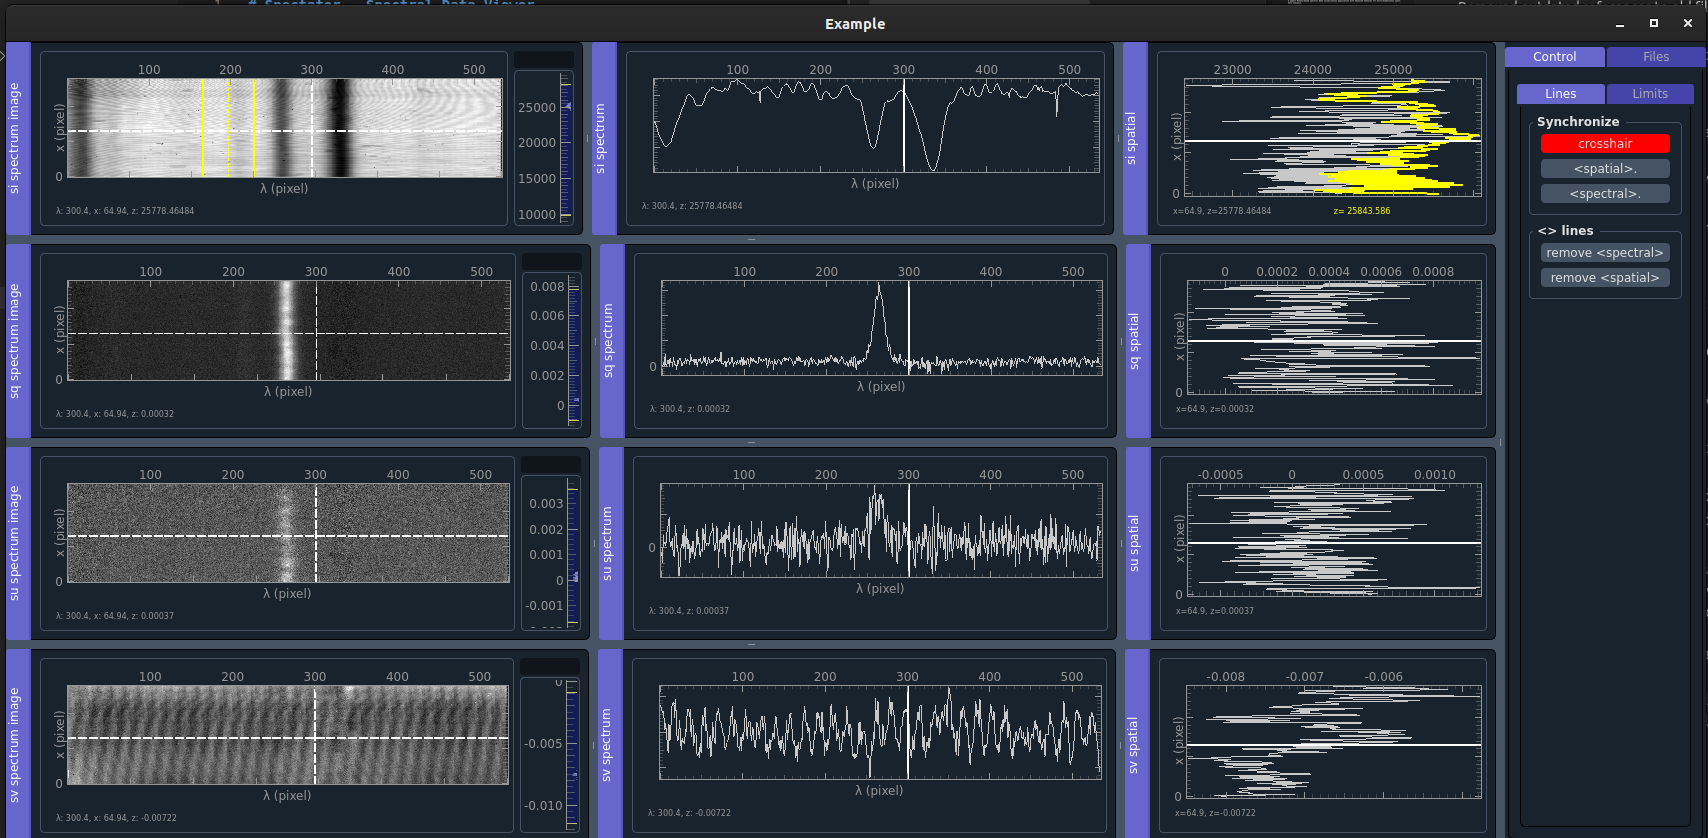 # Spectator - Spectral Data Viewer
Example
si spectrum image
100 200 300 400 500
x (pixel)
0
λ (pixel)
λ: 300.4, x: 64.94, z: 25778.46484
25000
20000
15000
10000
si spectrum
100 200 300 400 500
λ (pixel)
λ: 300.4, z: 25778.46484
si spatial
23000 24000 25000
x (pixel)
0
x=64.9, z=25778.46484
z= 25843.586
Control Files
Lines Limits
Synchronize
crosshair
<spatial>.
<spectral>.
<> lines
remove <spectral>
remove <spatial>
sq spectrum image
100 200 300 400 500
x (pixel)
0
λ (pixel)
λ: 300.4, x: 64.94, z: 0.00032
0.008
0.006
0.004
0.002
0
sq spectrum
100 200 300 400 500
0
λ (pixel)
λ: 300.4, z: 0.00032
sq spatial
0 0.0002 0.0004 0.0006 0.0008
x (pixel)
0
x=64.9, z=0.00032
su spectrum image
100 200 300 400 500
x (pixel)
0
λ (pixel)
λ: 300.4, x: 64.94, z: 0.00037
0.003
0.002
0.001
0
-0.001
su spectrum
100 200 300 400 500
0
λ (pixel)
λ: 300.4, z: 0.00037
su spatial
-0.0005 0 0.0005 0.0010
x (pixel)
0
x=64.9, z=0.00037
sv spectrum image
100 200 300 400 500
x (pixel)
0
λ (pixel)
λ: 300.4, x: 64.94, z: -0.00722
0
-0.005
-0.010
sv spectrum
100 200 300 400 500
λ (pixel)
λ: 300.4, z: -0.00722
sv spatial
-0.008 -0.007 -0.006
x (pixel)
0
x=64.9, z=-0.00722